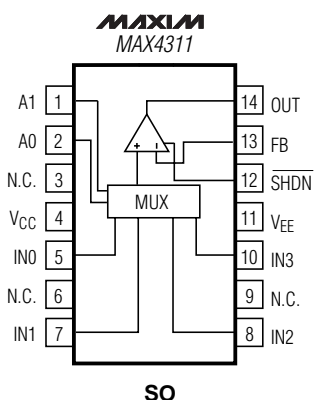 MAXIM
MAX4311
A1 1
A0 2
N.C. 3
VCC 4
IN0 5
N.C. 6
IN1 7
14 OUT
13 FB
12 SHDN
11 VEE
10 IN3
9 N.C.
8 IN2
+ −
MUX
SO